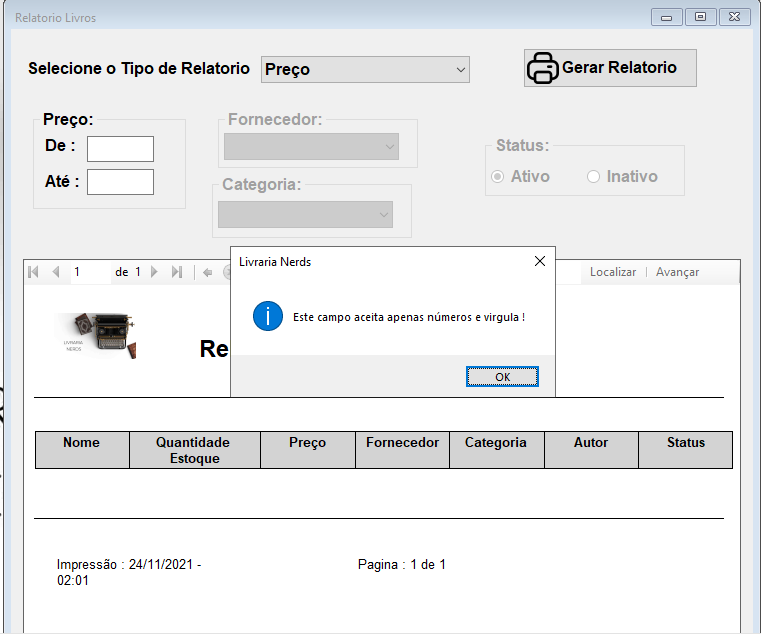 Relatorio Livros
Selecione o Tipo de Relatorio
Preço
Gerar Relatorio
Preço:
De :
Até :
Fornecedor:
Categoria:
Status:
Ativo
Inativo
1 de 1
Localizar | Avançar
Livraria Nerds
Este campo aceita apenas números e virgula !
OK
LIVRARIA
NERDS
Re
Nome
Quantidade
Estoque
Preço
Fornecedor
Categoria
Autor
Status
Impressão : 24/11/2021 -
02:01
Pagina : 1 de 1